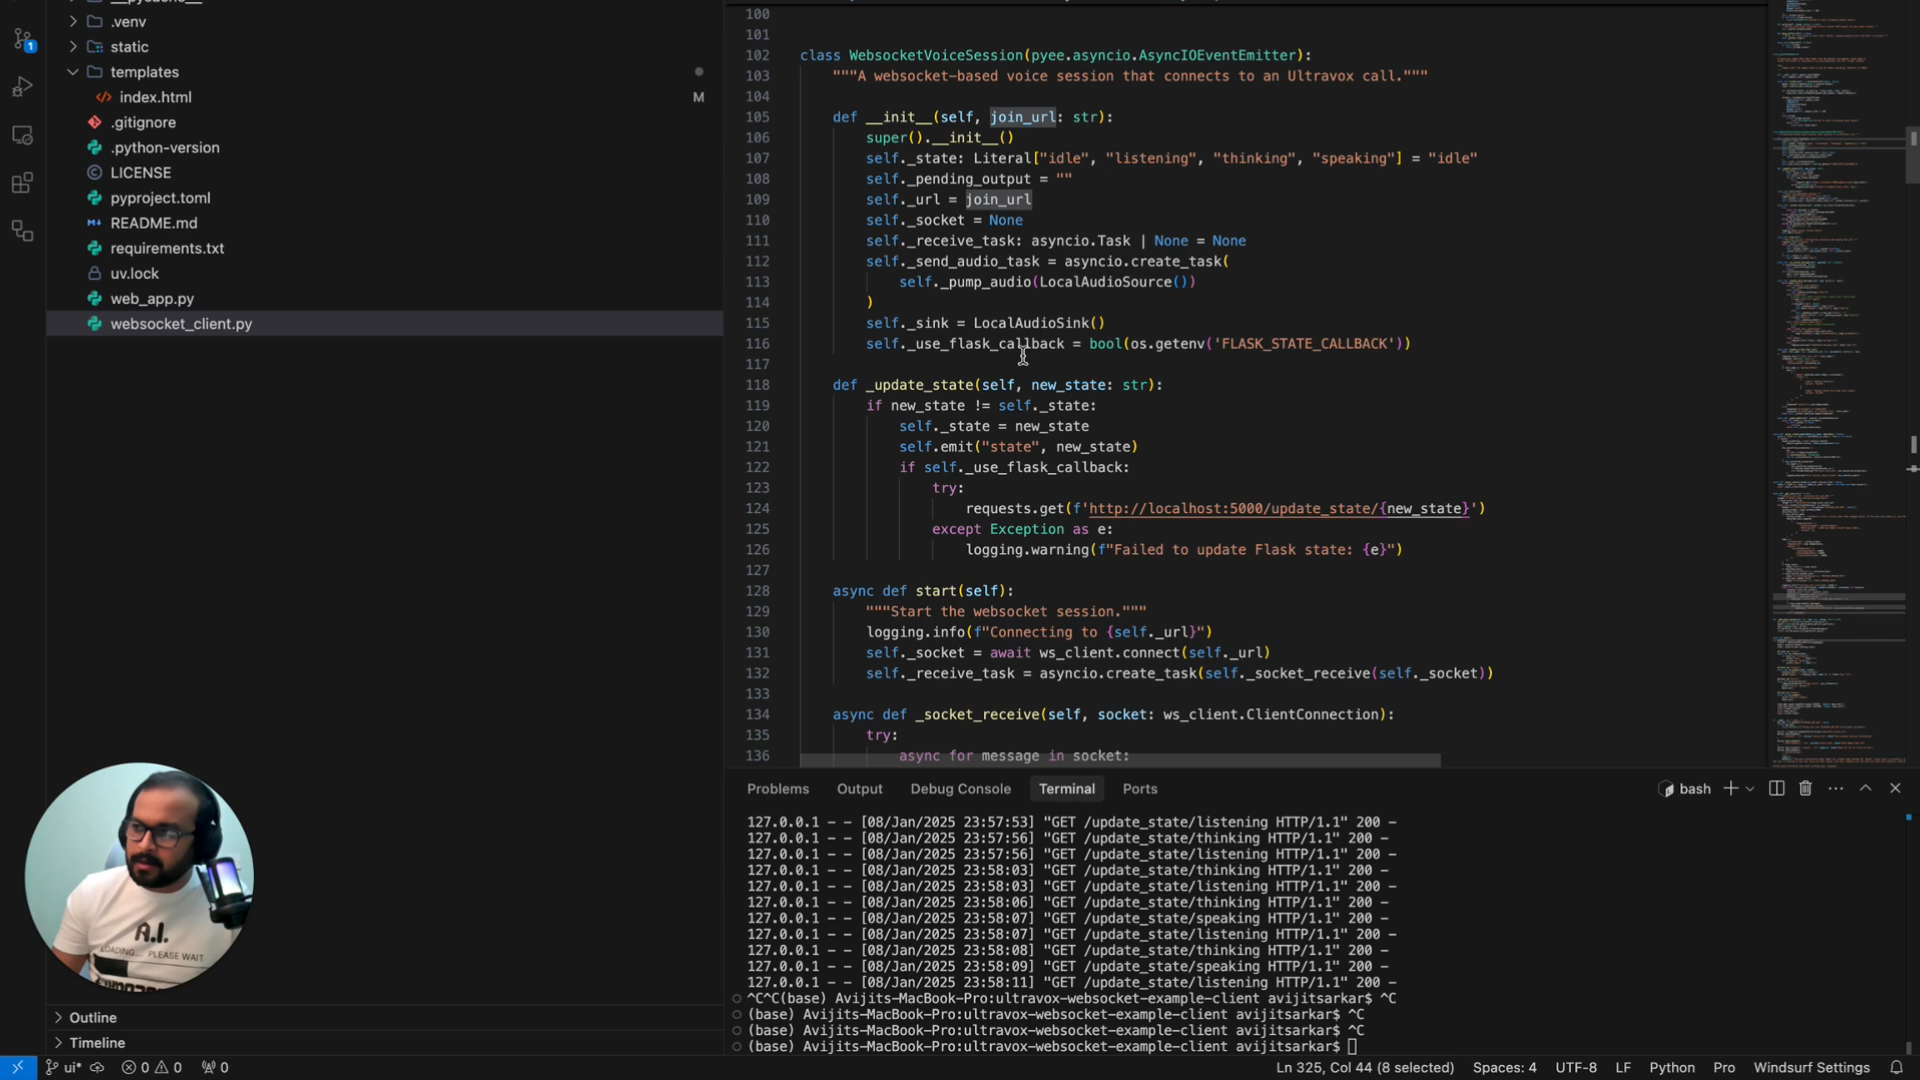 .venv
static
templates
index.html M
.gitignore
.python-version
LICENSE
pyproject.toml
README.md
requirements.txt
uv.lock
web_app.py
websocket_client.py
Outline
Timeline
100
101
102 class WebsocketVoiceSession(pyee.asyncio.AsyncIOEventEmitter):
103 """A websocket-based voice session that connects to an Ultravox call."""
104
105 def __init__(self, join_url: str):
106 super().__init__()
107 self._state: Literal["idle", "listening", "thinking", "speaking"] = "idle"
108 self._pending_output = ""
109 self._url = join_url
110 self._socket = None
111 self._receive_task: asyncio.Task | None = None
112 self._send_audio_task = asyncio.create_task(
113 self._pump_audio(LocalAudioSource())
114 )
115 self._sink = LocalAudioSink()
116 self._use_flask_callback = bool(os.getenv('FLASK_STATE_CALLBACK'))
117
118 def _update_state(self, new_state: str):
119 if new_state != self._state:
120 self._state = new_state
121 self.emit("state", new_state)
122 if self._use_flask_callback:
123 try:
124 requests.get(f'http://localhost:5000/update_state/{new_state}')
125 except Exception as e:
126 logging.warning(f"Failed to update Flask state: {e}")
127
128 async def start(self):
129 """Start the websocket session."""
130 logging.info(f"Connecting to {self._url}")
131 self._socket = await ws_client.connect(self._url)
132 self._receive_task = asyncio.create_task(self._socket_receive(self._socket))
133
134 async def _socket_receive(self, socket: ws_client.ClientConnection):
135 try:
136 async for message in socket:
Problems Output Debug Console Terminal Ports bash
127.0.0.1 - - [08/Jan/2025 23:57:53] "GET /update_state/listening HTTP/1.1" 200 -
127.0.0.1 - - [08/Jan/2025 23:57:56] "GET /update_state/thinking HTTP/1.1" 200 -
127.0.0.1 - - [08/Jan/2025 23:57:56] "GET /update_state/listening HTTP/1.1" 200 -
127.0.0.1 - - [08/Jan/2025 23:58:03] "GET /update_state/thinking HTTP/1.1" 200 -
127.0.0.1 - - [08/Jan/2025 23:58:03] "GET /update_state/listening HTTP/1.1" 200 -
127.0.0.1 - - [08/Jan/2025 23:58:06] "GET /update_state/thinking HTTP/1.1" 200 -
127.0.0.1 - - [08/Jan/2025 23:58:07] "GET /update_state/speaking HTTP/1.1" 200 -
127.0.0.1 - - [08/Jan/2025 23:58:07] "GET /update_state/listening HTTP/1.1" 200 -
127.0.0.1 - - [08/Jan/2025 23:58:08] "GET /update_state/thinking HTTP/1.1" 200 -
127.0.0.1 - - [08/Jan/2025 23:58:09] "GET /update_state/speaking HTTP/1.1" 200 -
127.0.0.1 - - [08/Jan/2025 23:58:11] "GET /update_state/listening HTTP/1.1" 200 -
^C^C(base) Avijits-MacBook-Pro:ultravox-websocket-example-client avijitsarkar$ ^C
(base) Avijits-MacBook-Pro:ultravox-websocket-example-client avijitsarkar$ ^C
(base) Avijits-MacBook-Pro:ultravox-websocket-example-client avijitsarkar$ ^C
(base) Avijits-MacBook-Pro:ultravox-websocket-example-client avijitsarkar$
A.I.
LOADING... PLEASE WAIT
1
ui* 0 0 0 Ln 325, Col 44 (8 selected) Spaces: 4 UTF-8 LF Python Pro Windsurf Settings